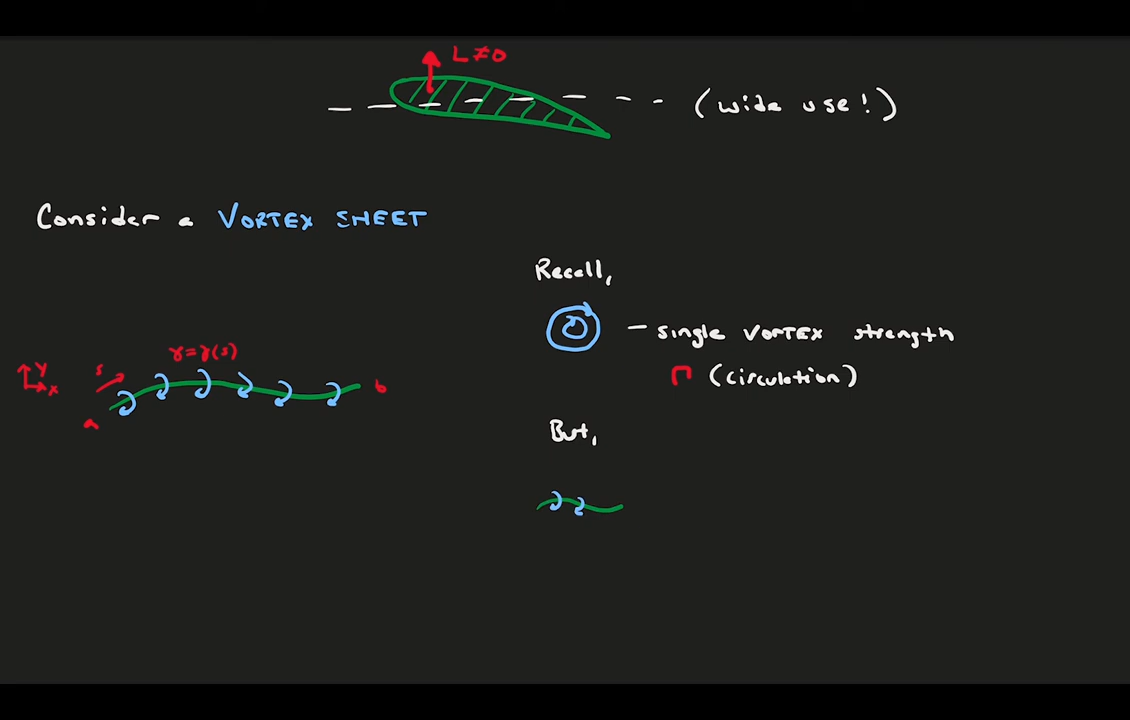 L≠0
(wide use!)
Consider a VORTEX SHEET
Recall,
– single VORTEX strength
Γ (circulation)
γ=γ(s)
y
x
s
a
b
But,